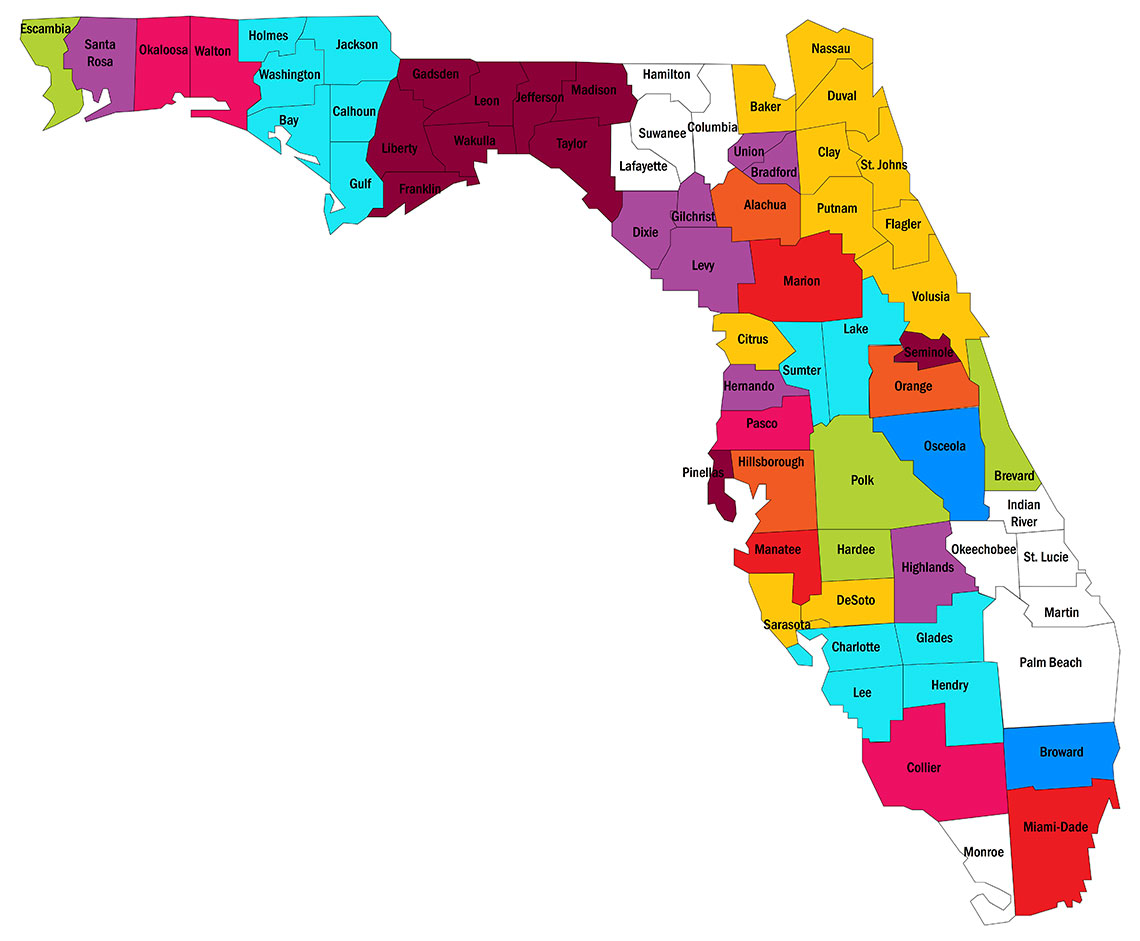 Escambia
Santa
Rosa
Okaloosa
Walton
Holmes
Jackson
Washington
Bay
Calhoun
Gulf
Gadsden
Liberty
Franklin
Leon
Wakulla
Jefferson
Madison
Taylor
Hamilton
Suwanee
Lafayette
Columbia
Baker
Nassau
Duval
Union
Bradford
Clay
St. Johns
Dixie
Gilchrist
Alachua
Putnam
Flagler
Levy
Marion
Volusia
Citrus
Sumter
Lake
Seminole
Hernando
Orange
Pasco
Osceola
Pinellas
Hillsborough
Polk
Brevard
Indian
River
Manatee
Hardee
Highlands
Okeechobee
St. Lucie
DeSoto
Sarasota
Martin
Charlotte
Glades
Palm Beach
Lee
Hendry
Collier
Broward
Miami-Dade
Monroe